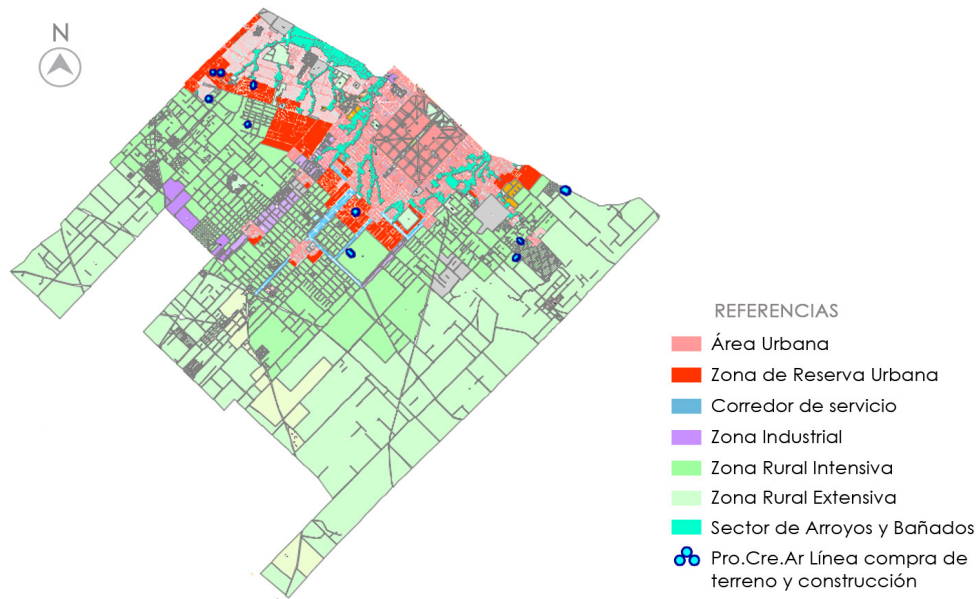 N
REFERENCIAS
Área Urbana
Zona de Reserva Urbana
Corredor de servicio
Zona Industrial
Zona Rural Intensiva
Zona Rural Extensiva
Sector de Arroyos y Bañados
Pro.Cre.Ar Línea compra de
terreno y construcción